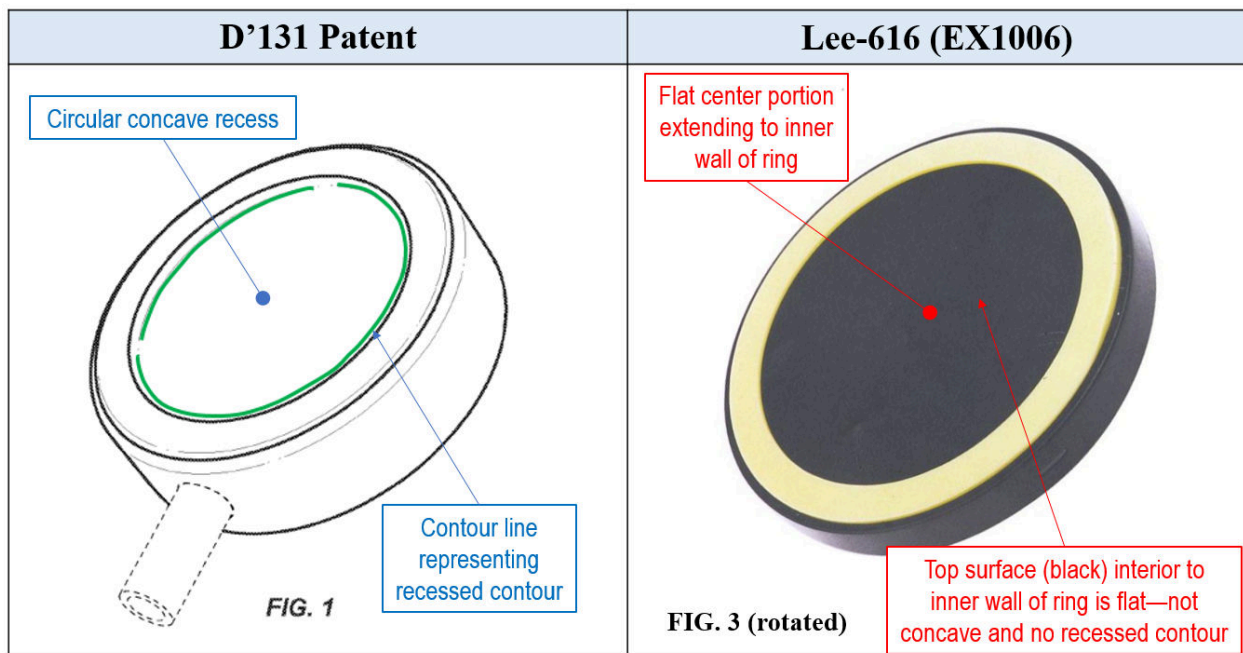 D’131 Patent
Lee-616 (EX1006)
Circular concave recess
Contour line
representing
recessed contour
FIG. 1
Flat center portion
extending to inner
wall of ring
Top surface (black) interior to
inner wall of ring is flat—not
concave and no recessed contour
FIG. 3 (rotated)